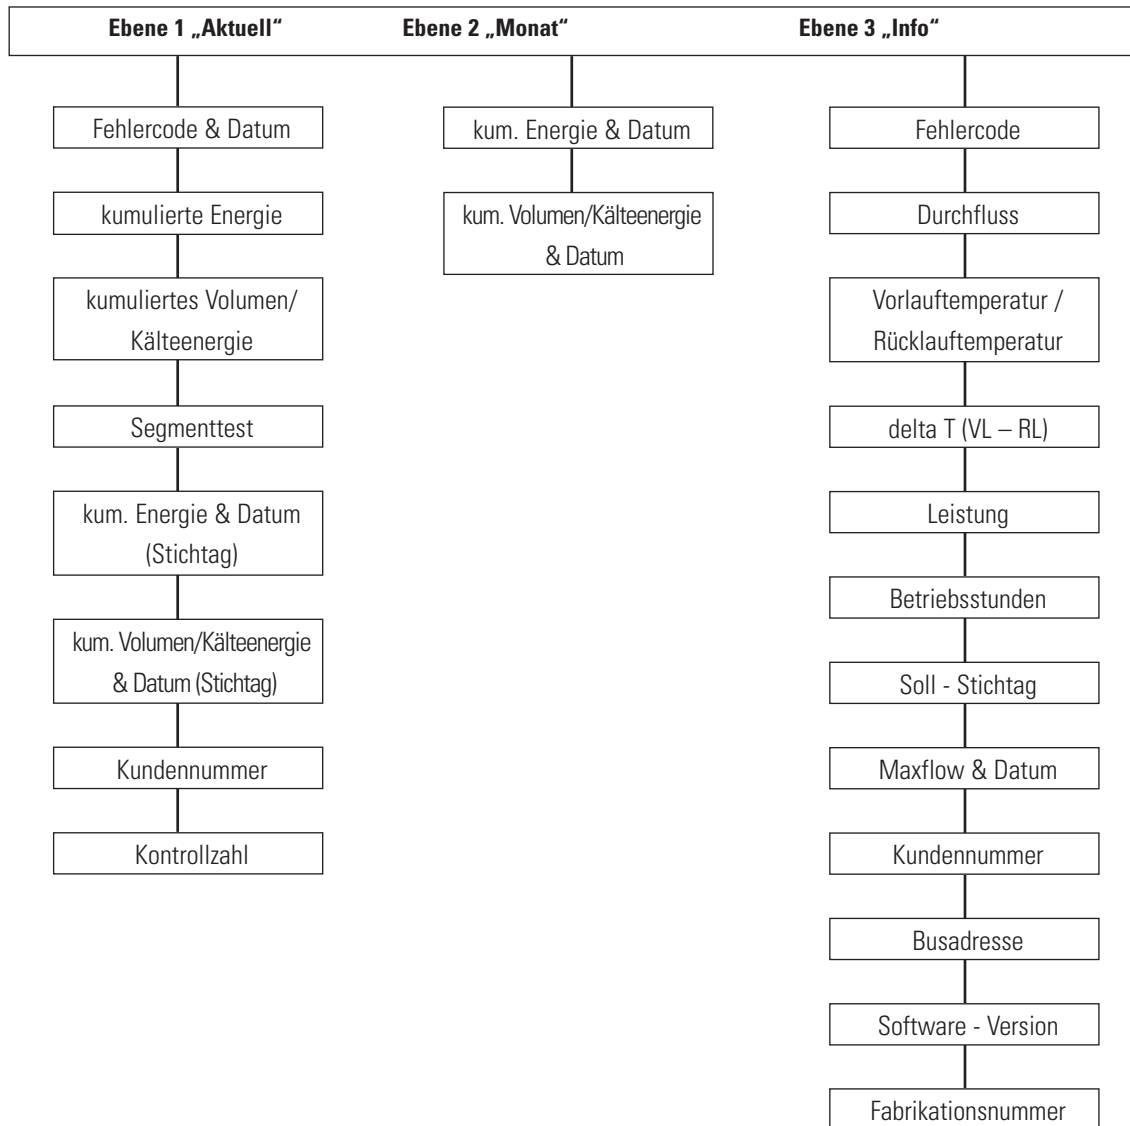 Ebene 1 „Aktuell“
Ebene 2 „Monat“
Ebene 3 „Info“
Fehlercode & Datum
kumulierte Energie
kumuliertes Volumen/
Kälteenergie
Segmenttest
kum. Energie & Datum
(Stichtag)
kum. Volumen/Kälteenergie
& Datum (Stichtag)
Kundennummer
Kontrollzahl
kum. Energie & Datum
kum. Volumen/Kälteenergie
& Datum
Fehlercode
Durchfluss
Vorlauftemperatur /
Rücklauftemperatur
delta T (VL – RL)
Leistung
Betriebsstunden
Soll - Stichtag
Maxflow & Datum
Kundennummer
Busadresse
Software - Version
Fabrikationsnummer